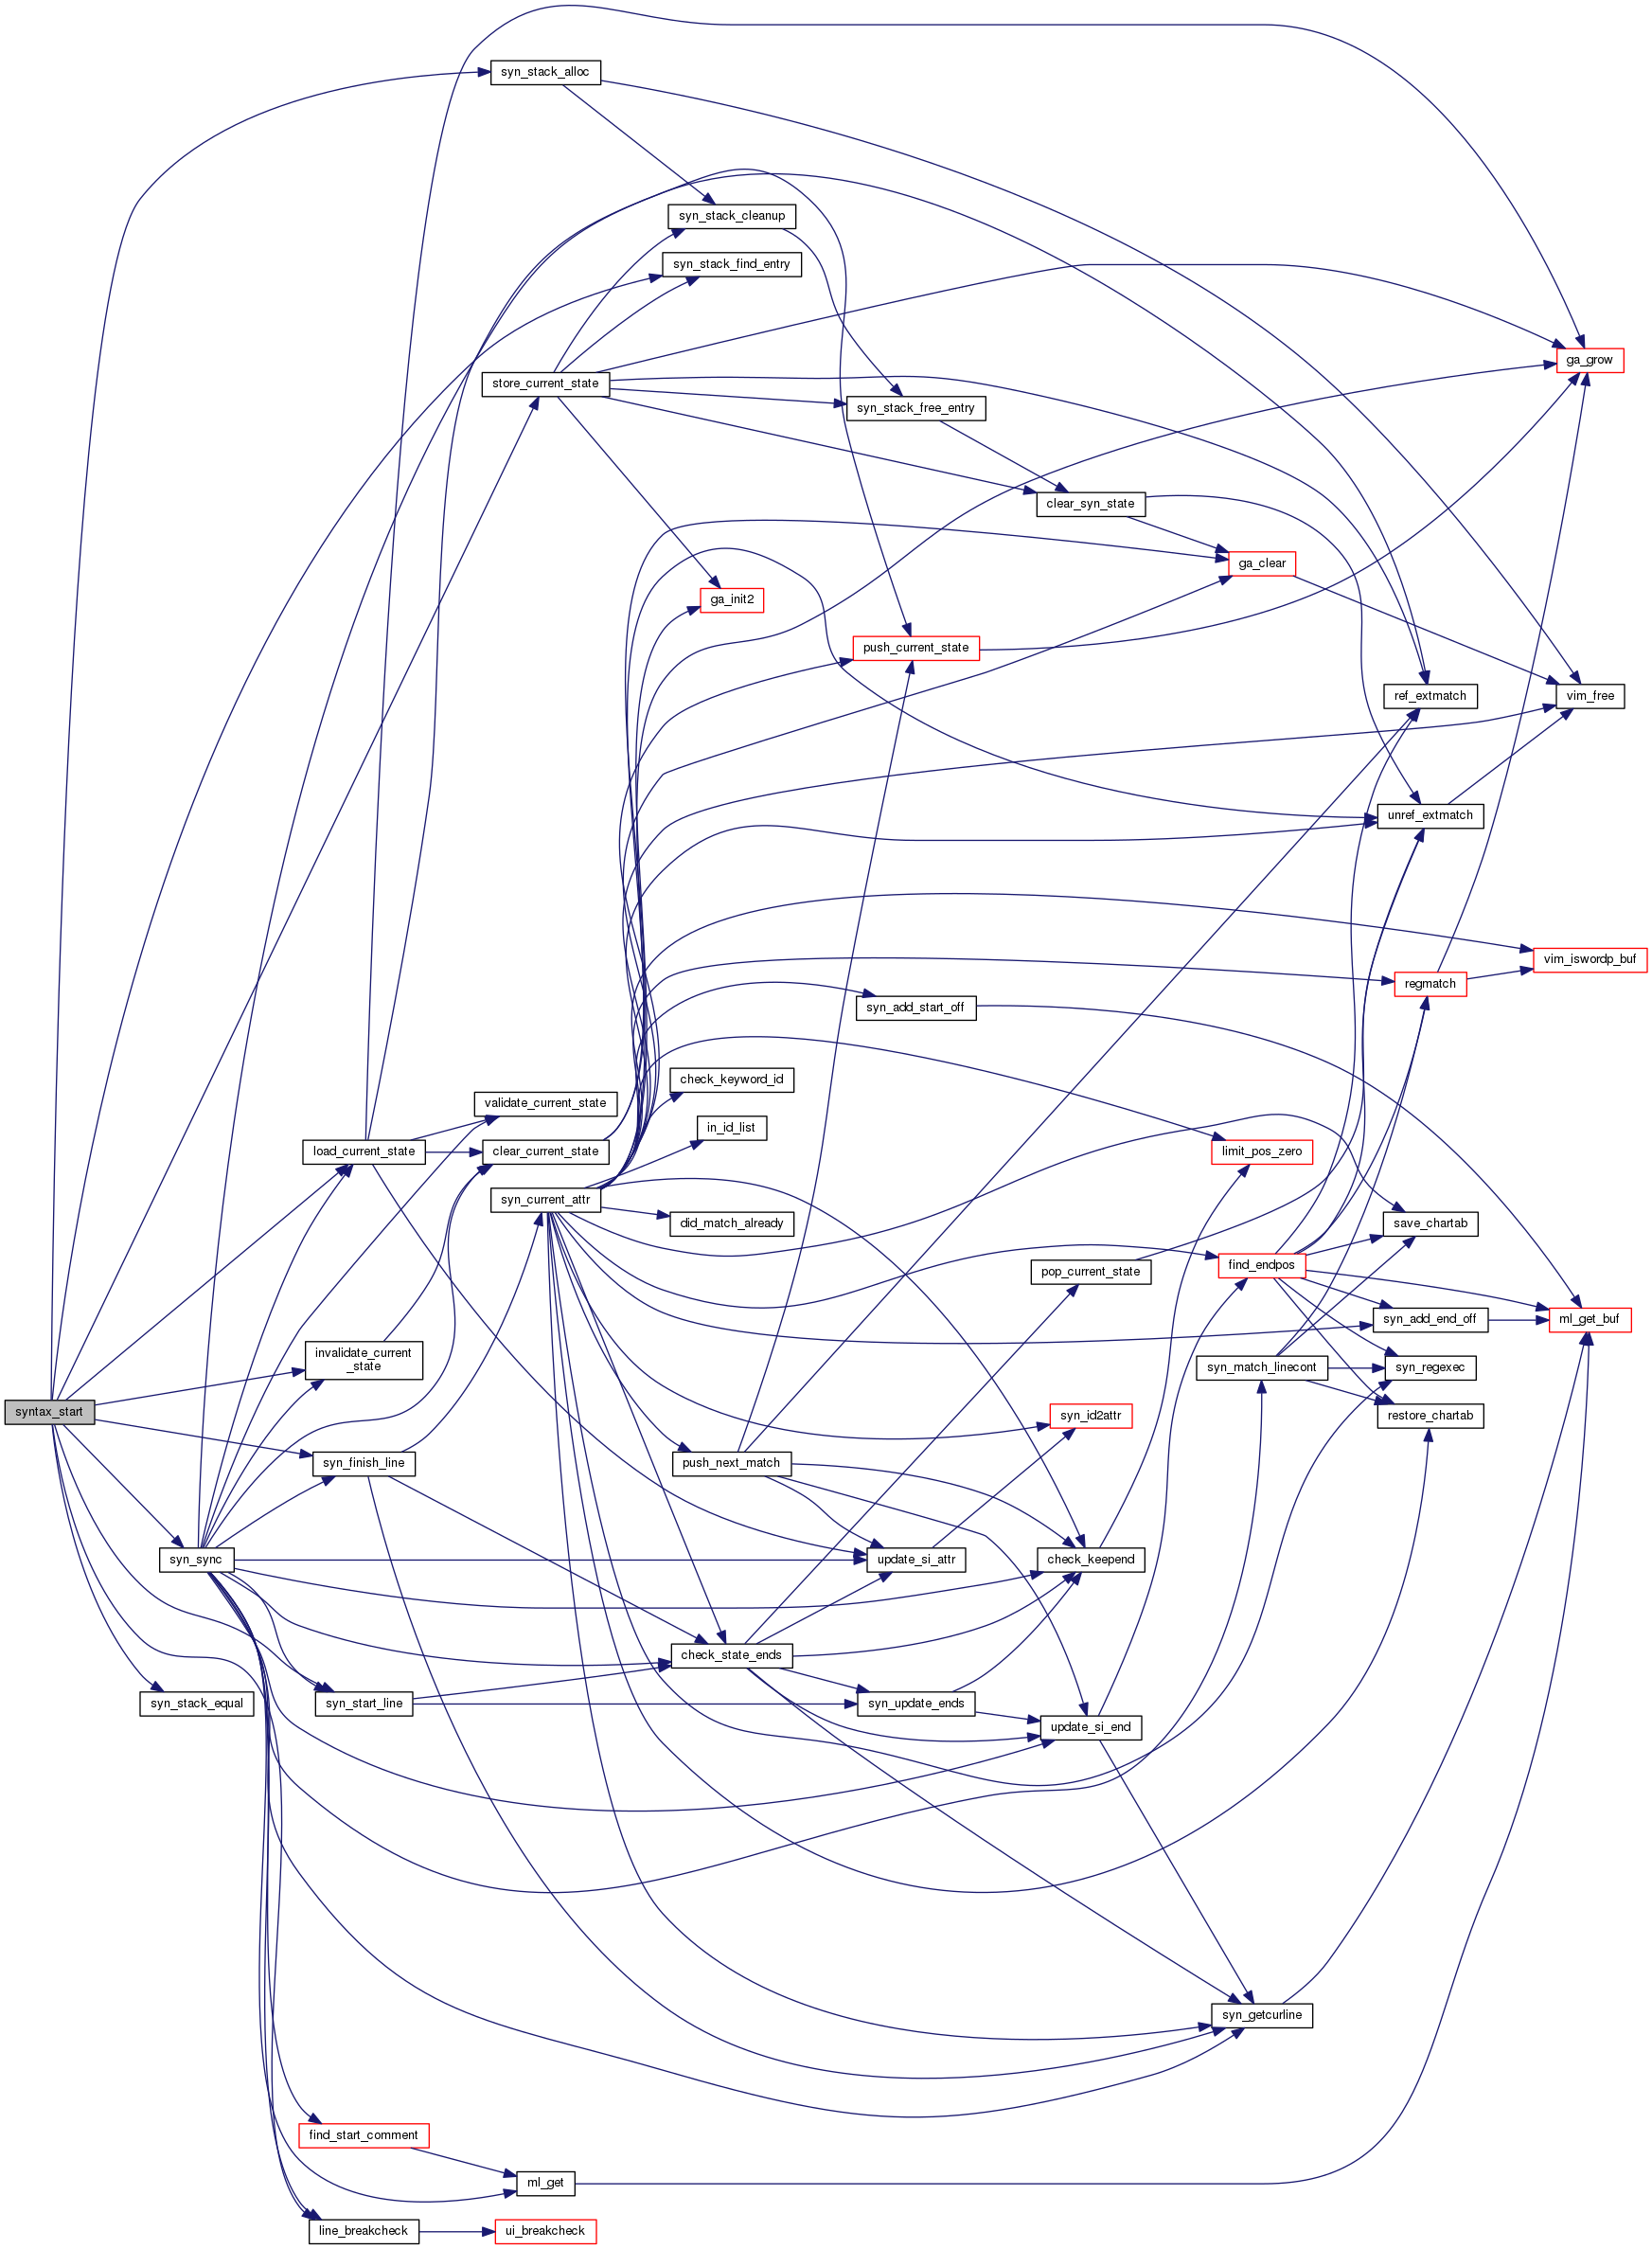 syn_stack_alloc
syn_stack_cleanup
syn_stack_find_entry
ga_grow
store_current_state
syn_stack_free_entry
clear_syn_state
ga_clear
ga_init2
push_current_state
ref_extmatch
vim_free
unref_extmatch
vim_iswordp_buf
regmatch
syn_add_start_off
check_keyword_id
validate_current_state
in_id_list
load_current_state
clear_current_state
limit_pos_zero
syn_current_attr
did_match_already
save_chartab
pop_current_state
find_endpos
syn_add_end_off
ml_get_buf
invalidate_current
_state
syn_match_linecont
syn_regexec
syntax_start
syn_id2attr
restore_chartab
syn_finish_line
push_next_match
syn_sync
update_si_attr
check_keepend
check_state_ends
syn_stack_equal
syn_start_line
syn_update_ends
update_si_end
syn_getcurline
find_start_comment
ml_get
line_breakcheck
ui_breakcheck